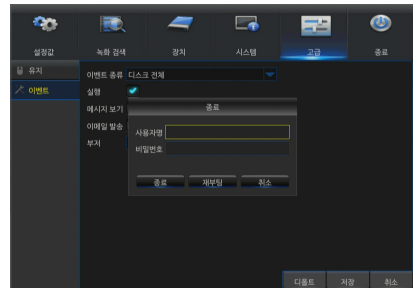 설정값 녹화 검색 장치 시스템 고급 종료
유지
이벤트
이벤트 종류 디스크 전체
실행
메시지 보기
이메일 발송
부저
종료
사용자명
비밀번호
종료 재부팅 취소
디폴트 저장 취소